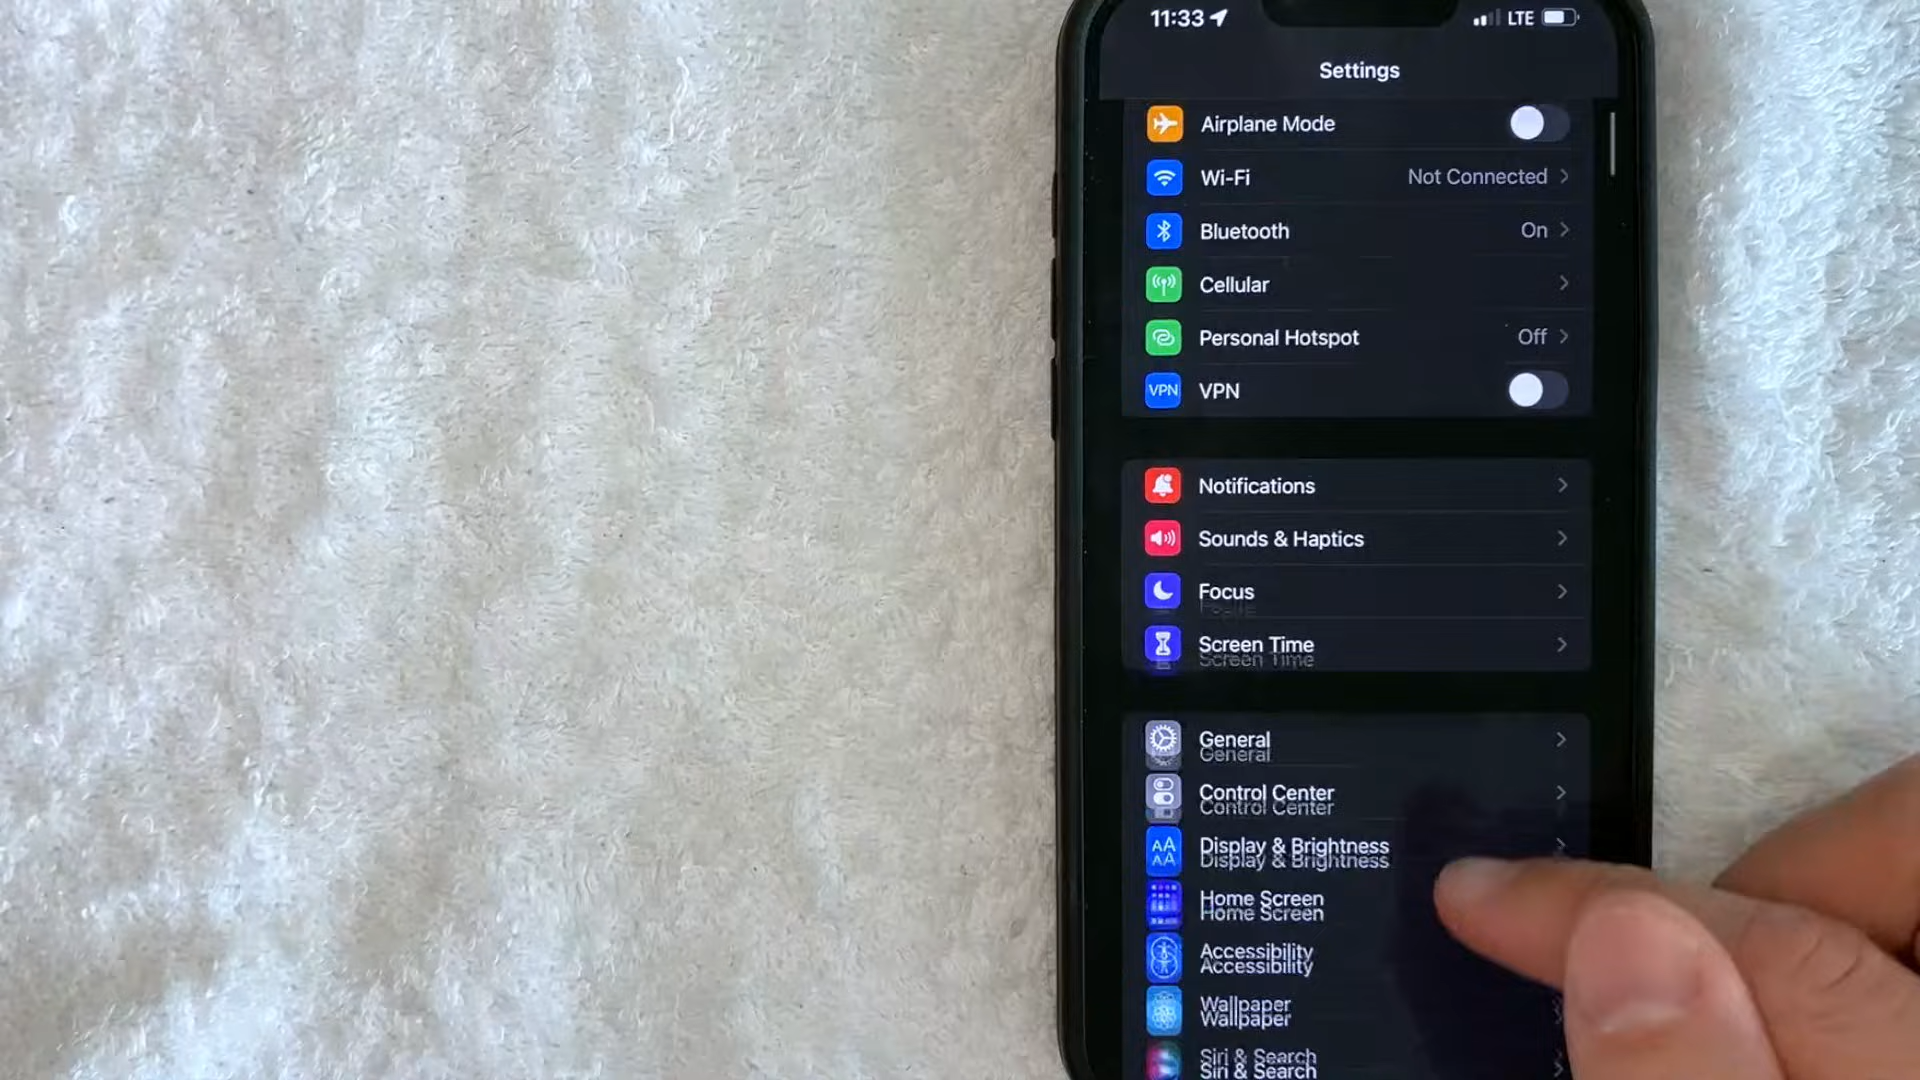 11:33 LTE
Settings
Airplane Mode
Wi-Fi Not Connected
Bluetooth On
Cellular
Personal Hotspot Off
VPN VPN
Notifications
Sounds & Haptics
Focus
Screen Time
General
Control Center
AA Display & Brightness
Home Screen
Accessibility
Wallpaper
Siri & Search